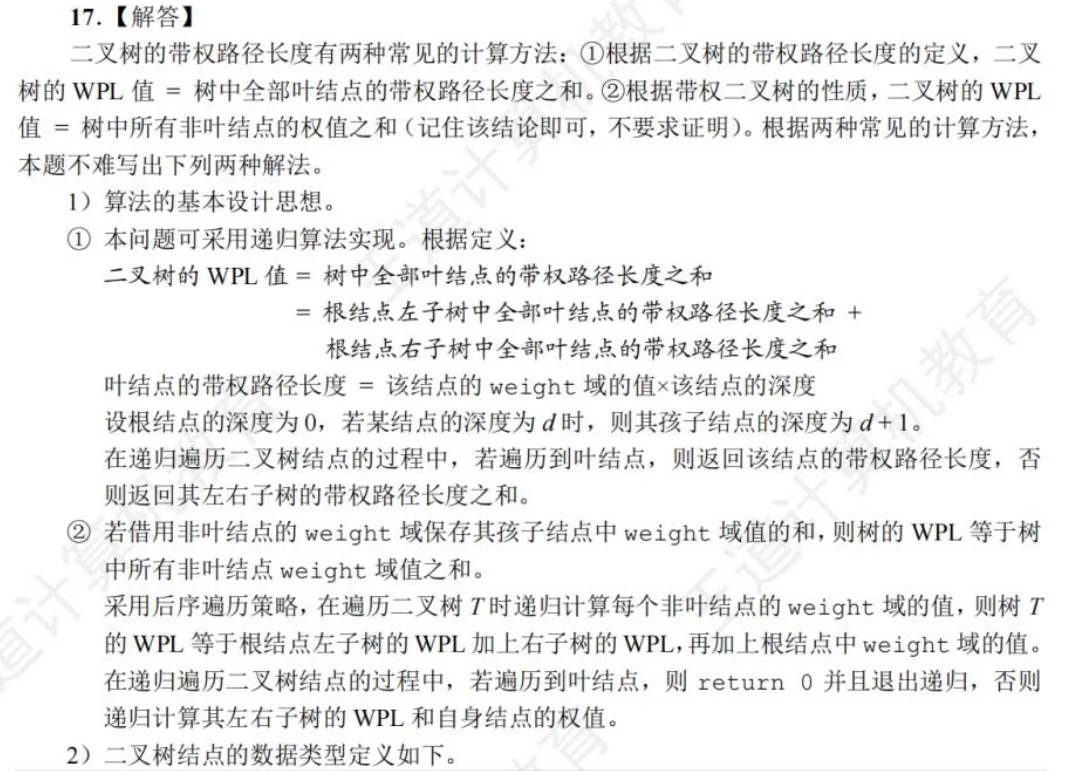 17.【解答】
二叉树的带权路径长度有两种常见的计算方法：①根据二叉树的带权路径长度的定义，二叉
树的 WPL 值 = 树中全部叶结点的带权路径长度之和。②根据带权二叉树的性质，二叉树的 WPL
值 = 树中所有非叶结点的权值之和（记住该结论即可，不要求证明）。根据两种常见的计算方法，
本题不难写出下列两种解法。
1）算法的基本设计思想。
① 本问题可采用递归算法实现。根据定义：
二叉树的 WPL 值 = 树中全部叶结点的带权路径长度之和
= 根结点左子树中全部叶结点的带权路径长度之和 +
根结点右子树中全部叶结点的带权路径长度之和
叶结点的带权路径长度 = 该结点的 weight 域的值×该结点的深度
设根结点的深度为 0，若某结点的深度为 d 时，则其孩子结点的深度为 d + 1。
在递归遍历二叉树结点的过程中，若遍历到叶结点，则返回该结点的带权路径长度，否
则返回其左右子树的带权路径长度之和。
② 若借用非叶结点的 weight 域保存其孩子结点中 weight 域值的和，则树的 WPL 等于树
中所有非叶结点 weight 域值之和。
采用后序遍历策略，在遍历二叉树 T 时递归计算每个非叶结点的 weight 域的值，则树 T
的 WPL 等于根结点左子树的 WPL 加上右子树的 WPL，再加上根结点中 weight 域的值。
在递归遍历二叉树结点的过程中，若遍历到叶结点，则 return 0 并且退出递归，否则
递归计算其左右子树的 WPL 和自身结点的权值。
2）二叉树结点的数据类型定义如下。
王道计算机教育
王道计算机教育
道计算机教育